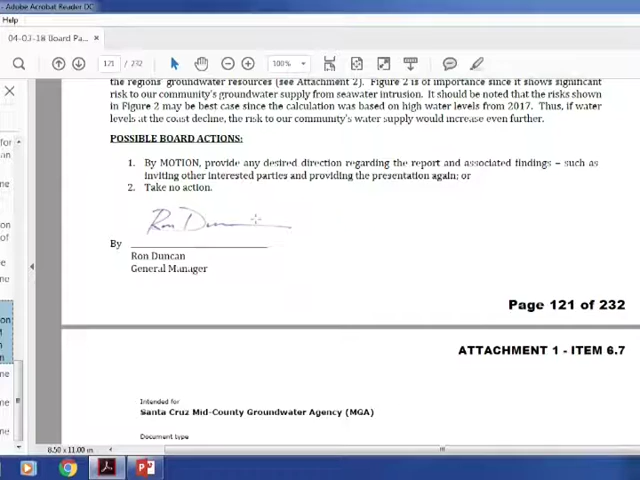 Adobe Acrobat Reader DC
Help
04-03-18 Board Pa... ×
121 / 232
100%
the regions' groundwater resources (see Attachment 2). Figure 2 is of importance since it shows significant
risk to our community's groundwater supply from seawater intrusion. It should be noted that the risks shown
in Figure 2 may be best case since the calculation was based on high water levels from 2017. Thus, if water
levels at the coast decline, the risk to our community's water supply would increase even further.
POSSIBLE BOARD ACTIONS:
1. By MOTION, provide any desired direction regarding the report and associated findings – such as
inviting other interested parties and providing the presentation again; or
2. Take no action.
Ron Duncan
By
Ron Duncan
General Manager
Page 121 of 232
ATTACHMENT 1 - ITEM 6.7
Intended for
Santa Cruz Mid-County Groundwater Agency (MGA)
Document type
8.50 x 11.00 in